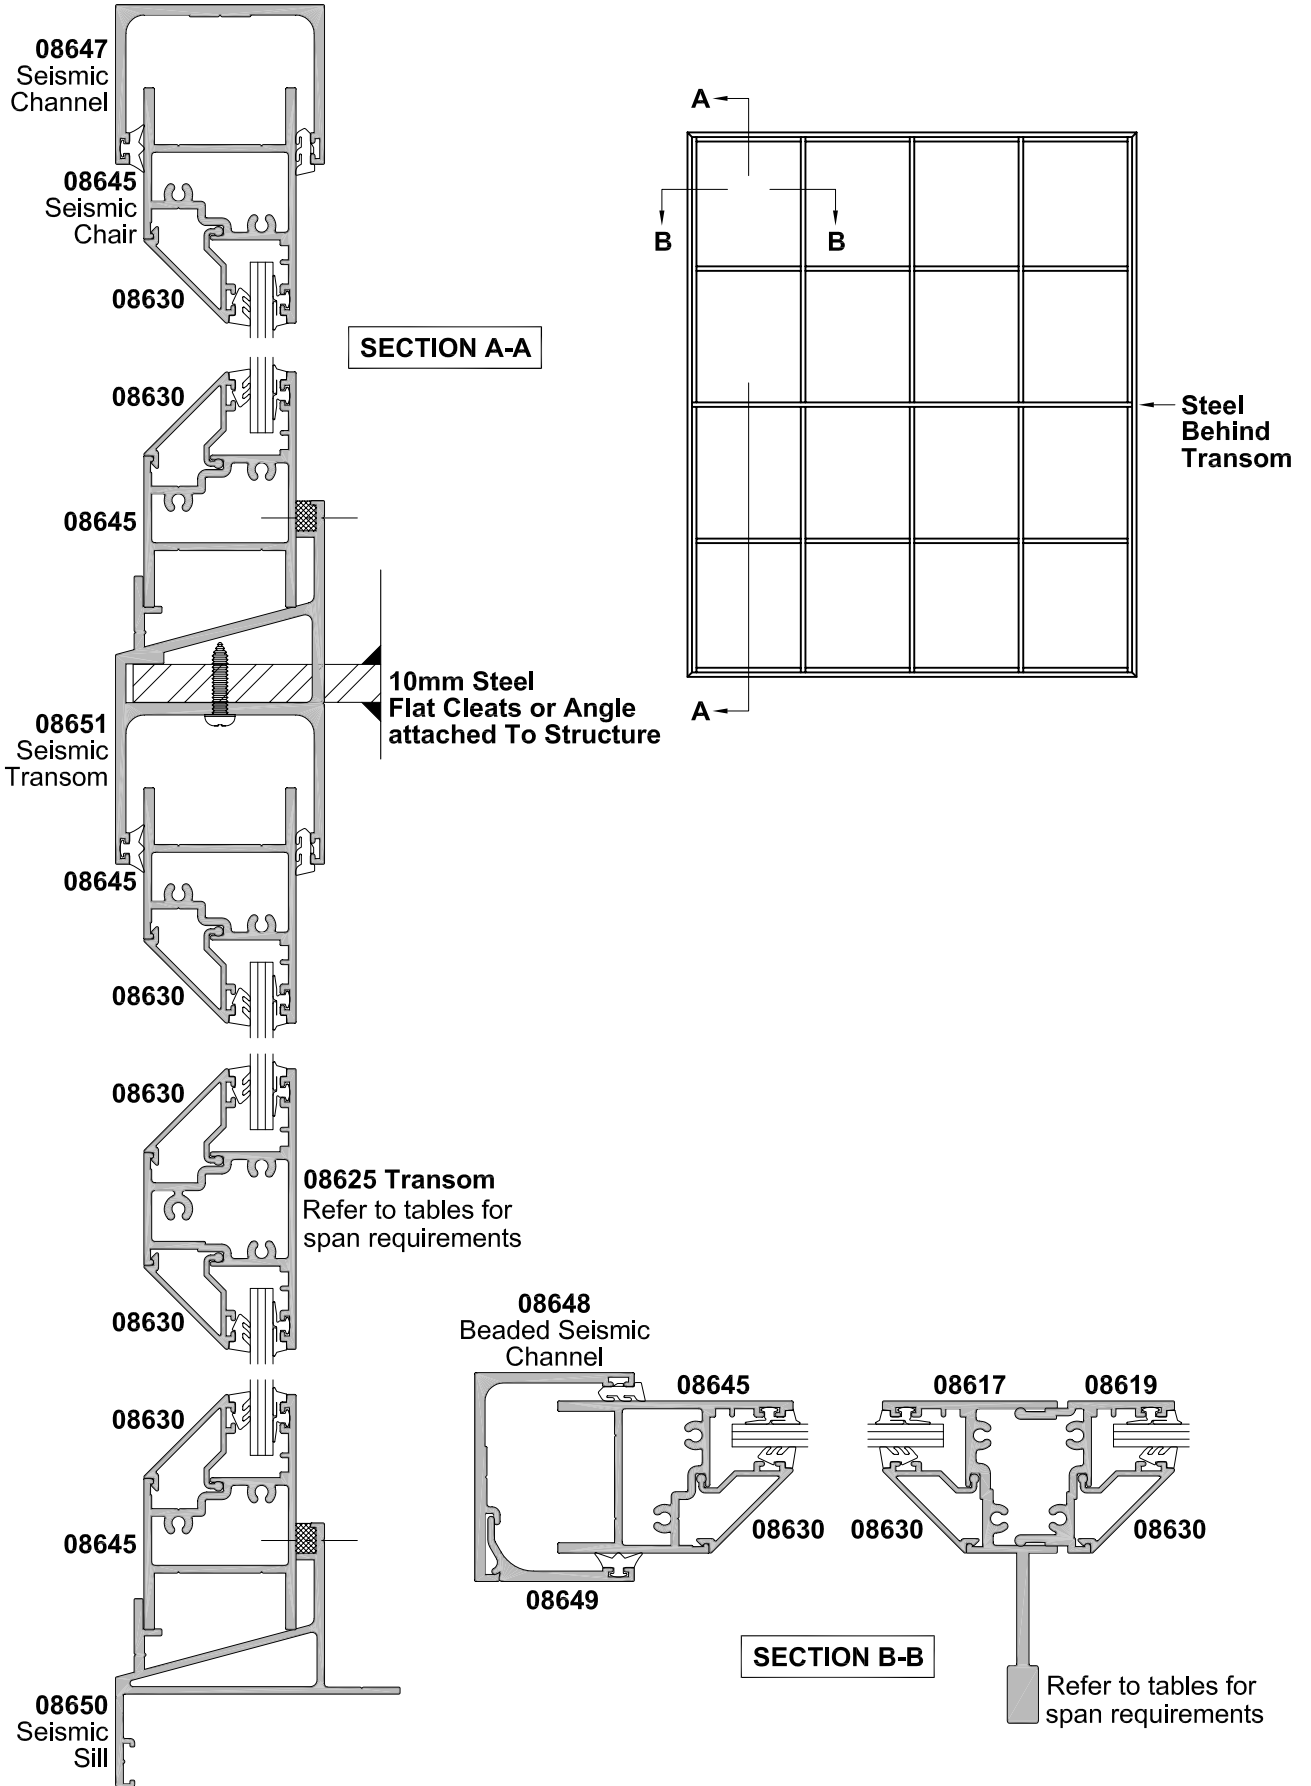 08647
Seismic
Channel
08645
Seismic
Chair
08630
SECTION A-A
08630
08645
10mm Steel
Flat Cleats or Angle
attached To Structure
08651
Seismic
Transom
08645
08630
08630
08625 Transom
Refer to tables for
span requirements
08630
08630
08645
08650
Seismic
Sill
A
B
B
Steel
Behind
Transom
A
08648
Beaded Seismic
Channel
08645
08630
08649
08617
08619
08630
08630
SECTION B-B
Refer to tables for
span requirements